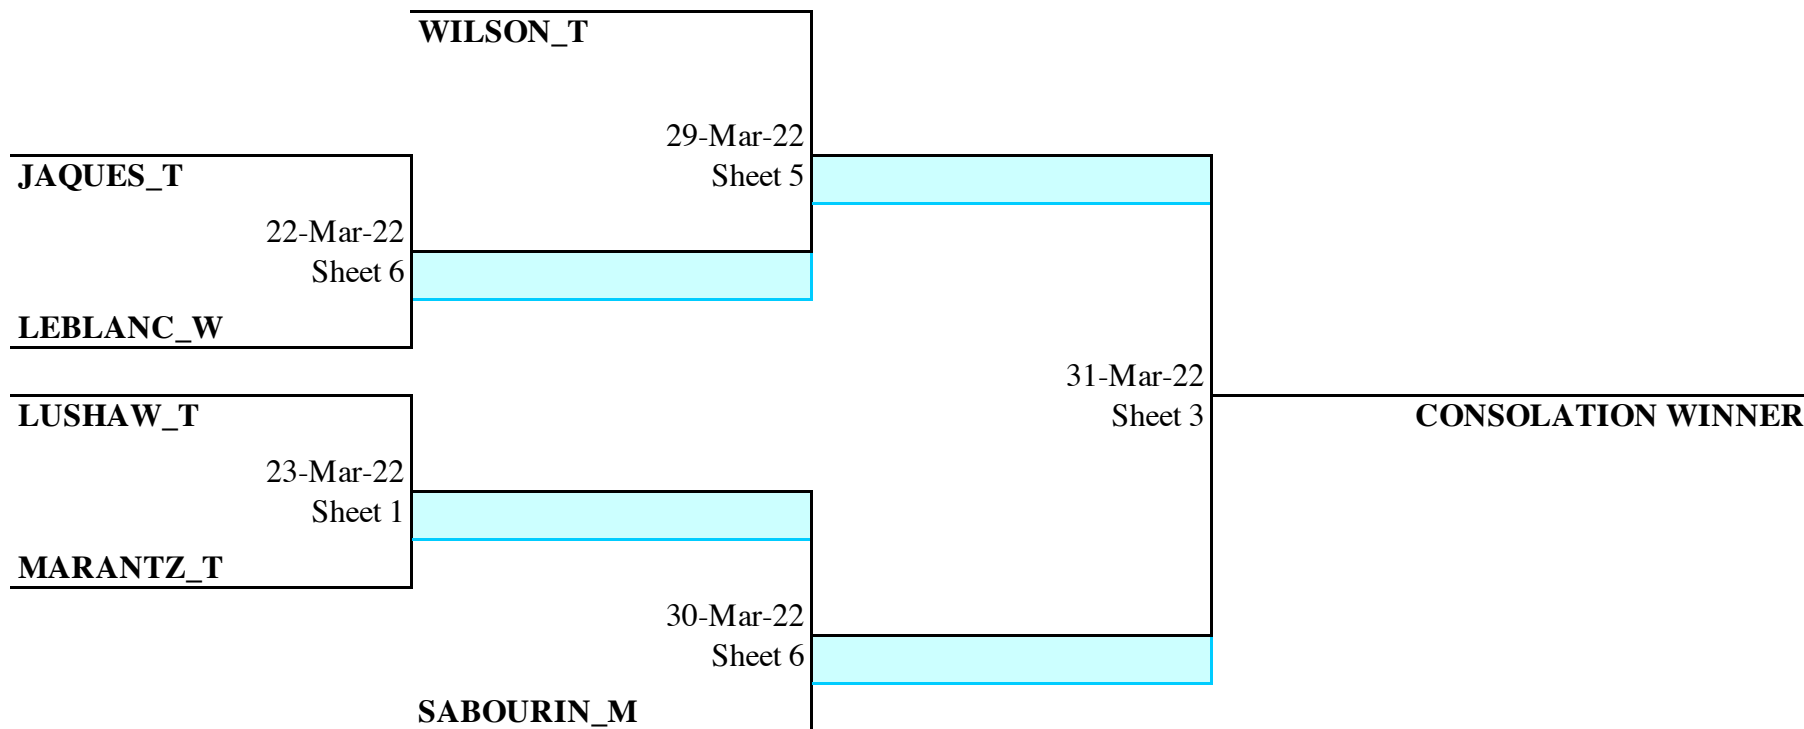 WILSON_T
29-Mar-22
Sheet 5
JAQUES_T
22-Mar-22
Sheet 6
LEBLANC_W
31-Mar-22
Sheet 3
CONSOLATION WINNER
LUSHAW_T
23-Mar-22
Sheet 1
MARANTZ_T
30-Mar-22
Sheet 6
SABOURIN_M